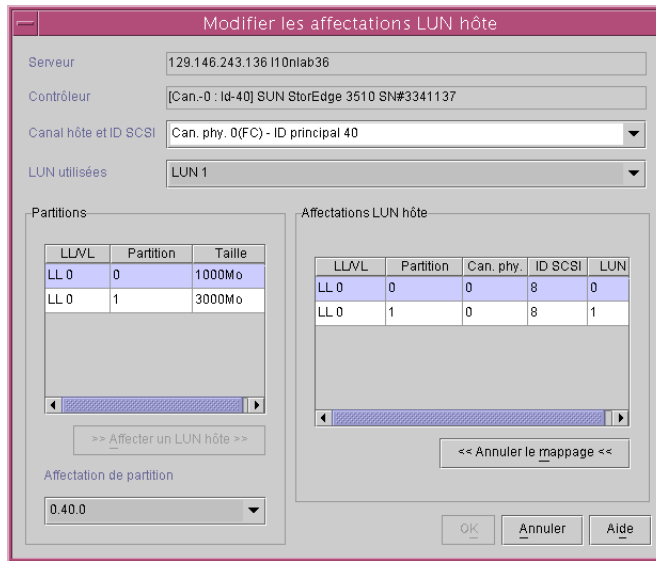 Modifier les affectations LUN hôte
Serveur 129.146.243.136 l10nlab36
Contrôleur [Can.-0 : Id-40] SUN StorEdge 3510 SN#3341137
Canal hôte et ID SCSI Can. phy. 0(FC) - ID principal 40
LUN utilisées LUN 1
Partitions
LL/VL Partition Taille
LL 0 0 1000Mo
LL 0 1 3000Mo
>> Affecter un LUN hôte >>
Affectation de partition
0.40.0
Affectations LUN hôte
LL/VL Partition Can. phy. ID SCSI LUN
LL 0 0 0 8 0
LL 0 1 0 8 1
<< Annuler le mappage <<
OK Annuler Aide